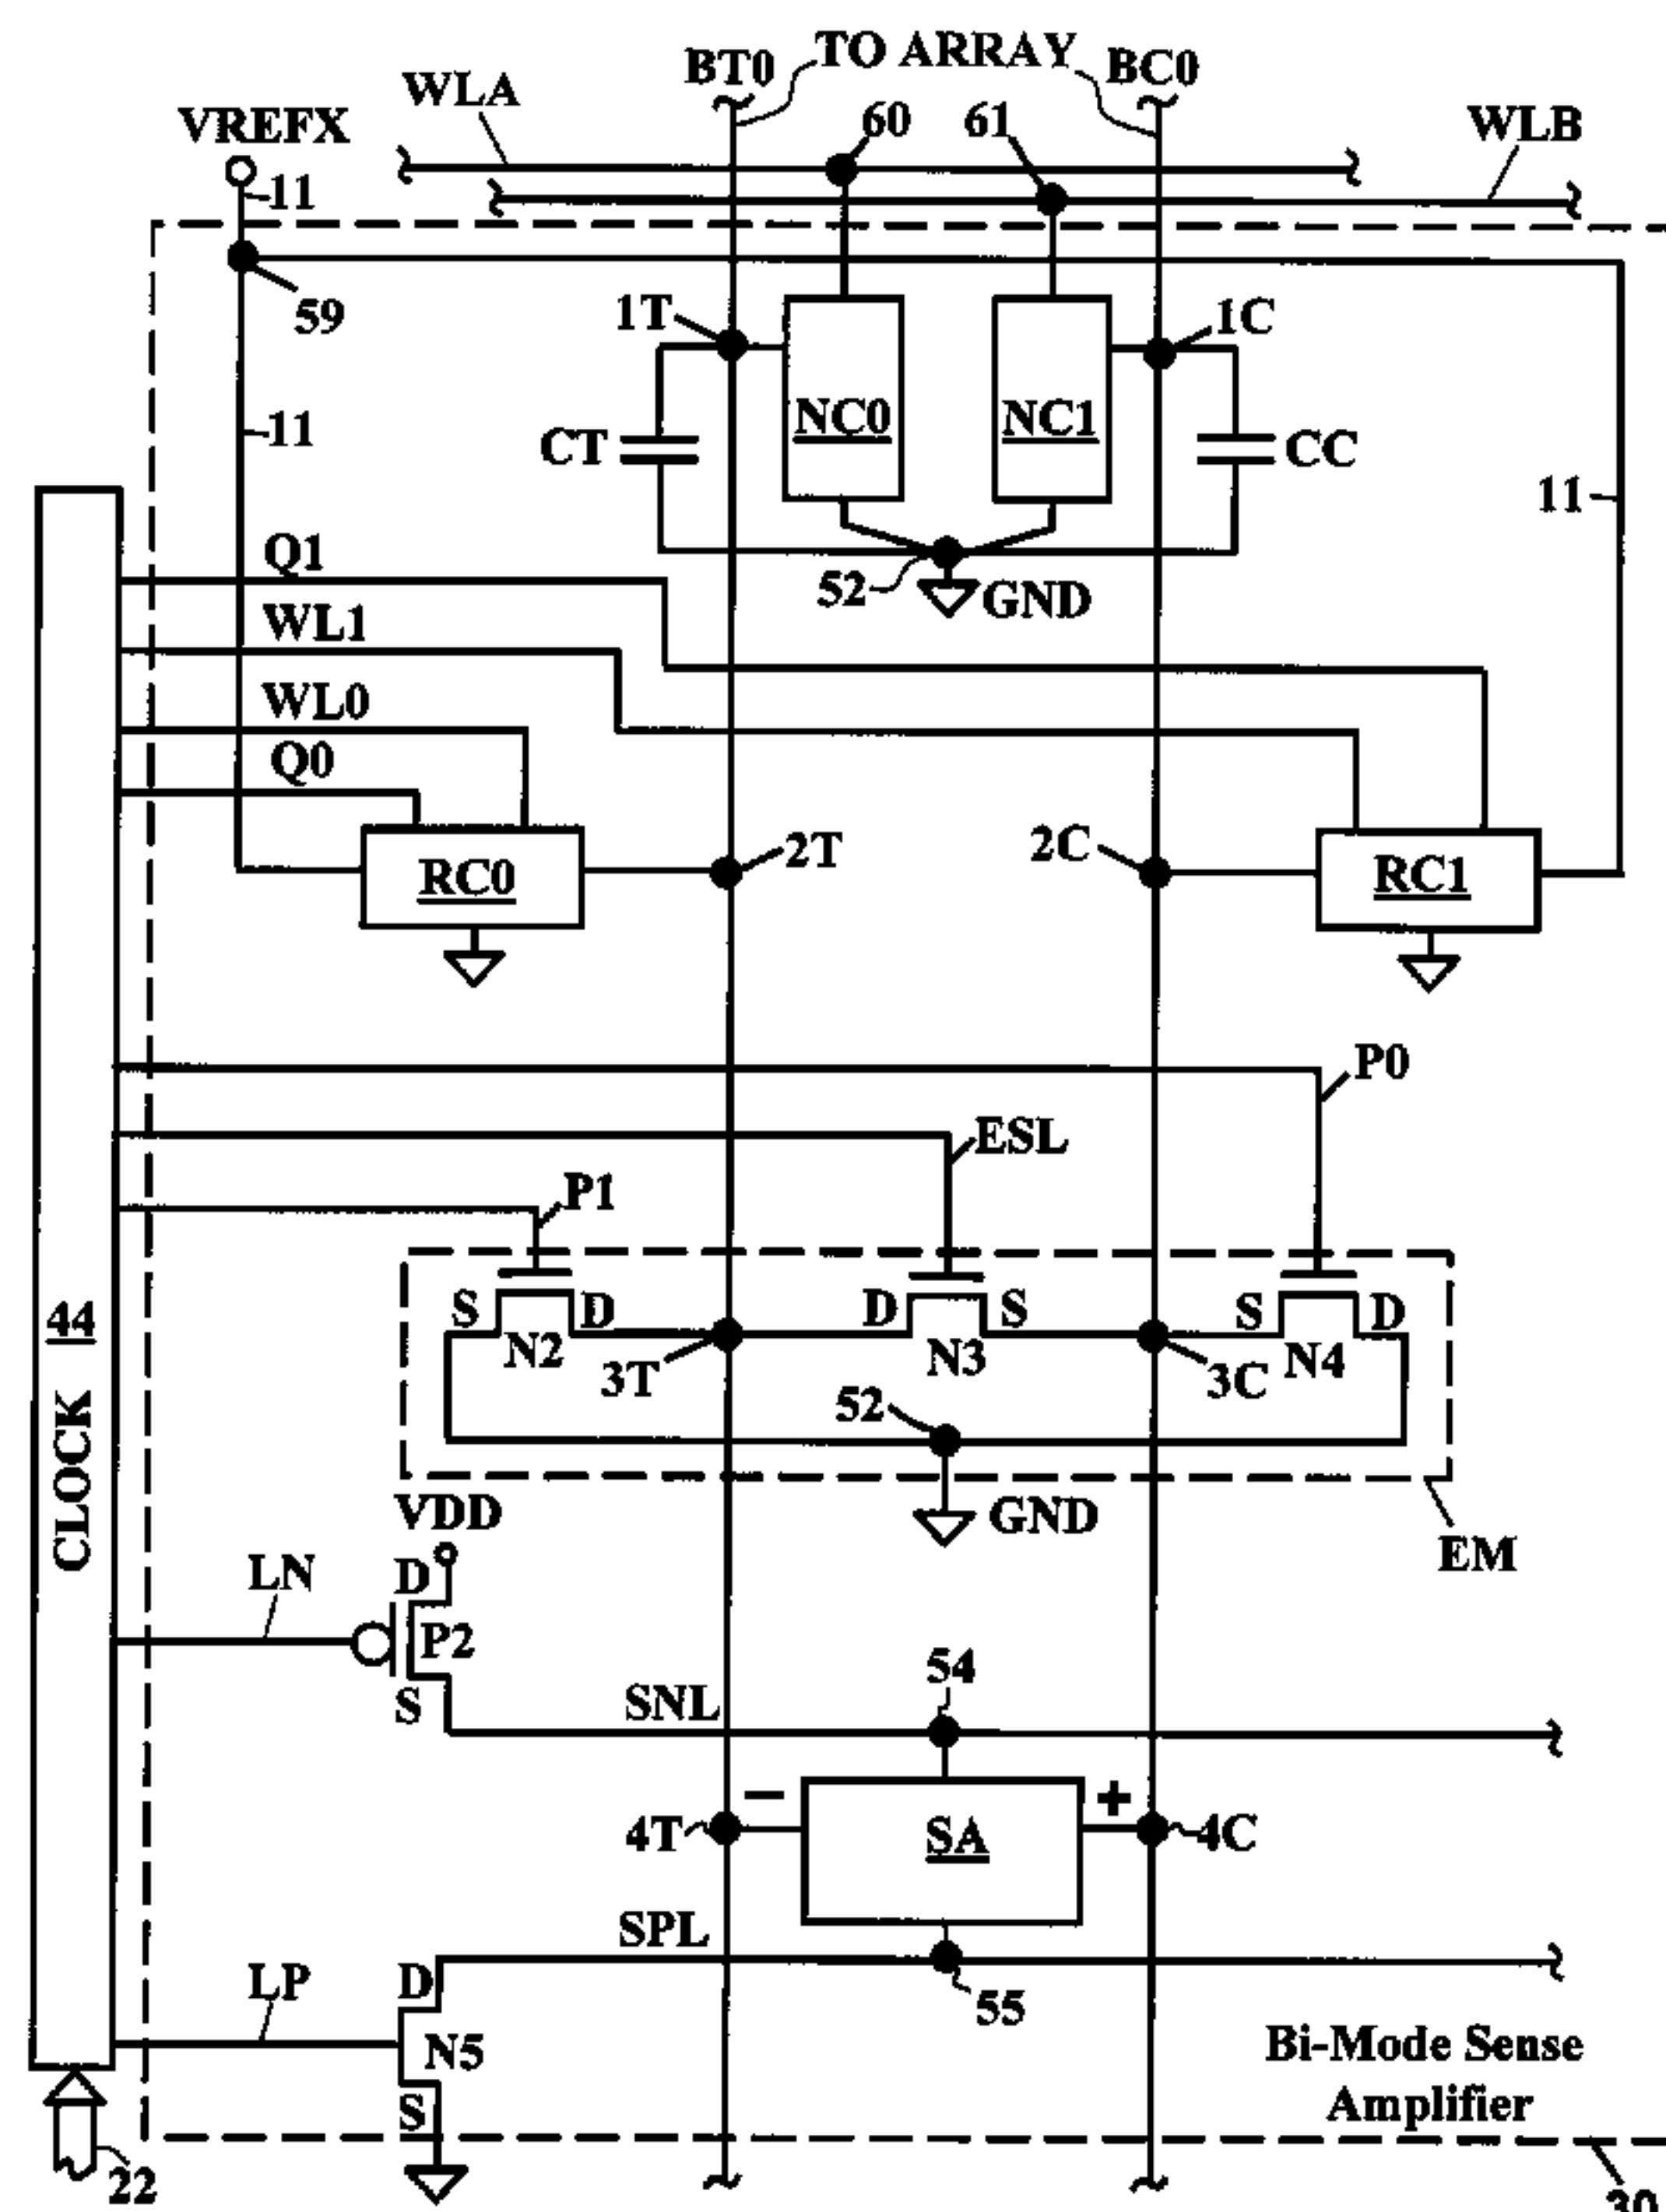 BT0 TO ARRAY BC0
WLA
60 61
WLB
VREFX
11
59
1T
1C
NC0
NC1
CT
CC
11
11
Q1
52
GND
WL1
WL0
Q0
2T
2C
RC0
RC1
P0
ESL
P1
S D
D S
S D
N2
N3
N4
3T
3C
52
44
CLOCK
VDD
GND
EM
LN
D
P2
S
54
SNL
− +
4T
SA
4C
SPL
LP
D
55
N5
S
Bi-Mode Sense
Amplifier
22
30